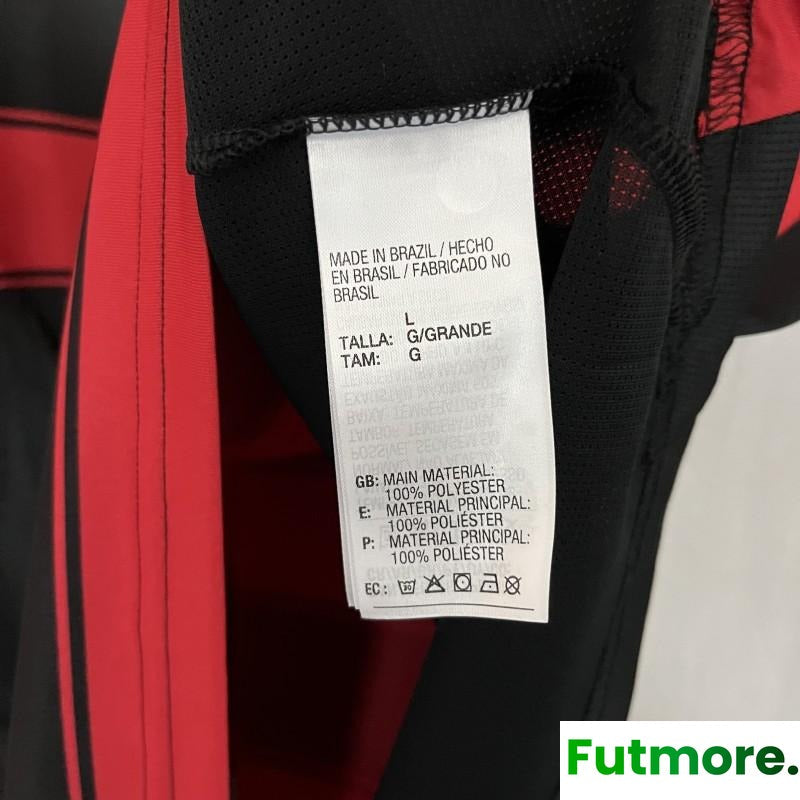 MADE IN BRAZIL / HECHO
EN BRASIL / FABRICADO NO
BRASIL
L
TALLA: G/GRANDE
TAM: G
GB: MAIN MATERIAL:
100% POLYESTER
E: MATERIAL PRINCIPAL:
100% POLIÉSTER
P: MATERIAL PRINCIPAL:
100% POLIÉSTER
EC: 30
Futmore.